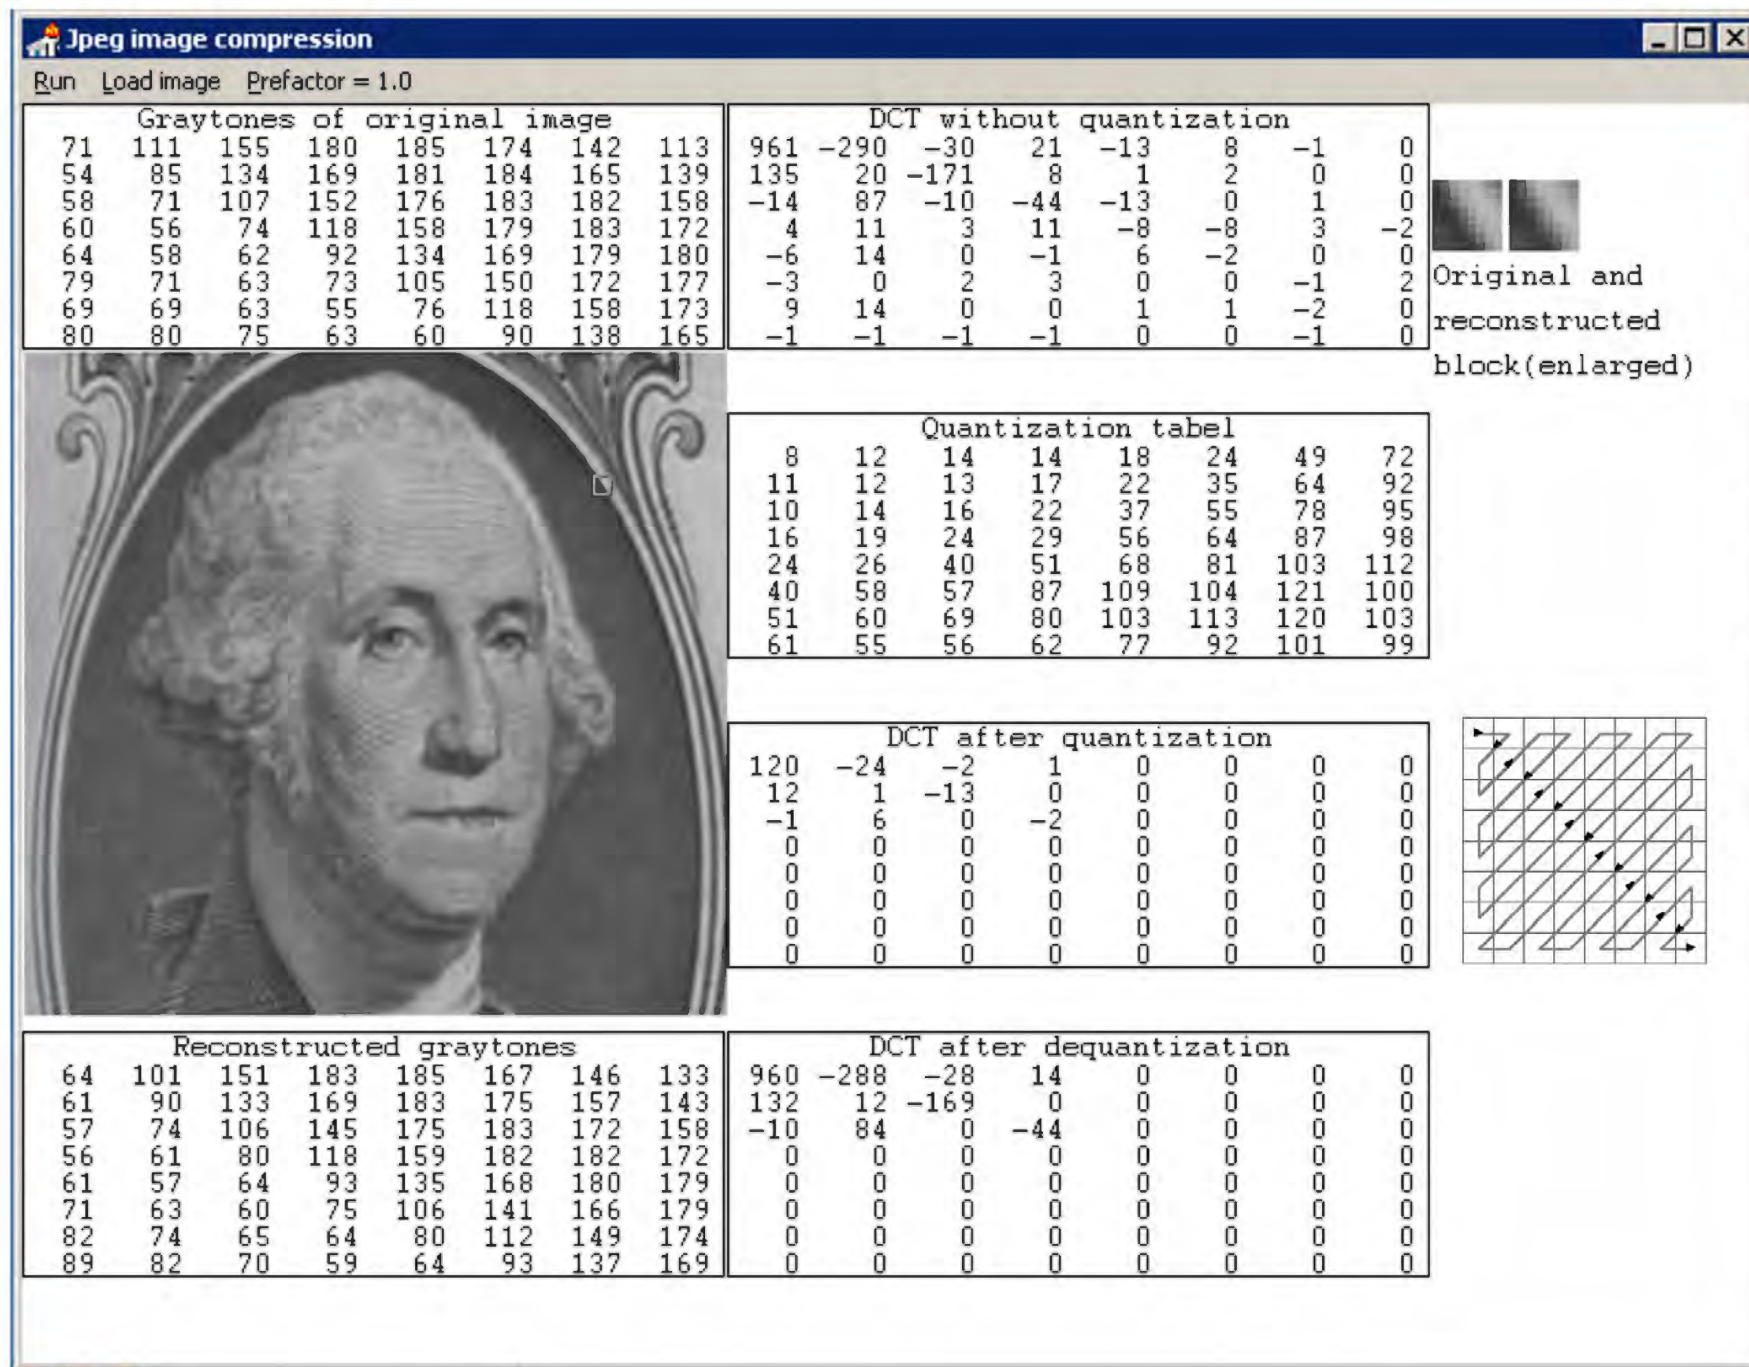 Jpeg image compression
Run Load image Prefactor = 1.0
Graytones of original image
71 111 155 180 185 174 142 113
54 85 134 169 181 184 165 139
58 71 107 152 176 183 182 158
60 56 74 118 158 179 183 172
64 58 62 92 134 169 179 180
79 71 63 73 105 150 172 177
69 69 63 55 76 118 158 173
80 80 75 63 60 90 138 165
DCT without quantization
961 -290 -30 21 -13 8 -1 0
135 20 -171 8 1 2 0 0
-14 87 -10 -44 -13 0 1 0
4 11 3 11 -8 -8 3 -2
-6 14 0 -1 6 -2 0 0
-3 0 2 3 0 0 -1 2
9 14 0 0 1 1 -2 0
-1 -1 -1 -1 0 0 -1 0
Original and
reconstructed
block(enlarged)
Quantization tabel
8 12 14 14 18 24 49 72
11 12 13 17 22 35 64 92
10 14 16 22 37 55 78 95
16 19 24 29 56 64 87 98
24 26 40 51 68 81 103 112
40 58 57 87 109 104 121 100
51 60 69 80 103 113 120 103
61 55 56 62 77 92 101 99
DCT after quantization
120 -24 -2 1 0 0 0 0
12 1 -13 0 0 0 0 0
-1 6 0 -2 0 0 0 0
0 0 0 0 0 0 0 0
0 0 0 0 0 0 0 0
0 0 0 0 0 0 0 0
0 0 0 0 0 0 0 0
0 0 0 0 0 0 0 0
Reconstructed graytones
64 101 151 183 185 167 146 133
61 90 133 169 183 175 157 143
57 74 106 145 175 183 172 158
56 61 80 118 159 182 182 172
61 57 64 93 135 168 180 179
71 63 60 75 106 141 166 179
82 74 65 64 80 112 149 174
89 82 70 59 64 93 137 169
DCT after dequantization
960 -288 -28 14 0 0 0 0
132 12 -169 0 0 0 0 0
-10 84 0 -44 0 0 0 0
0 0 0 0 0 0 0 0
0 0 0 0 0 0 0 0
0 0 0 0 0 0 0 0
0 0 0 0 0 0 0 0
0 0 0 0 0 0 0 0